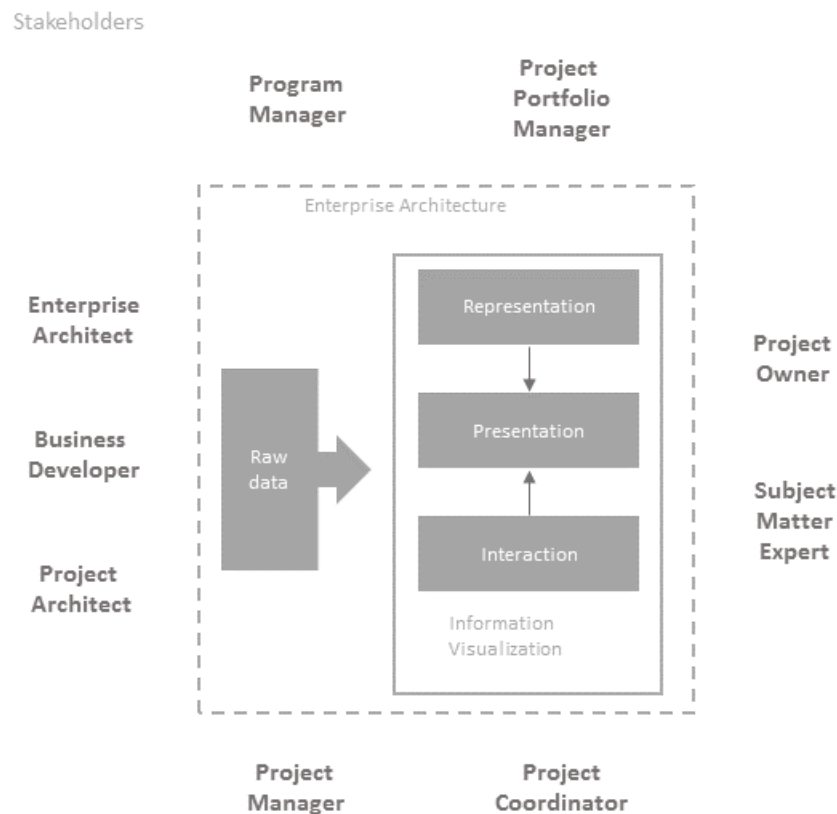 Stakeholders
Program
Manager
Project
Portfolio
Manager
Enterprise Architecture
Enterprise
Architect
Business
Developer
Project
Architect
Raw
data
Representation
Presentation
Interaction
Information
Visualization
Project
Owner
Subject
Matter
Expert
Project
Manager
Project
Coordinator